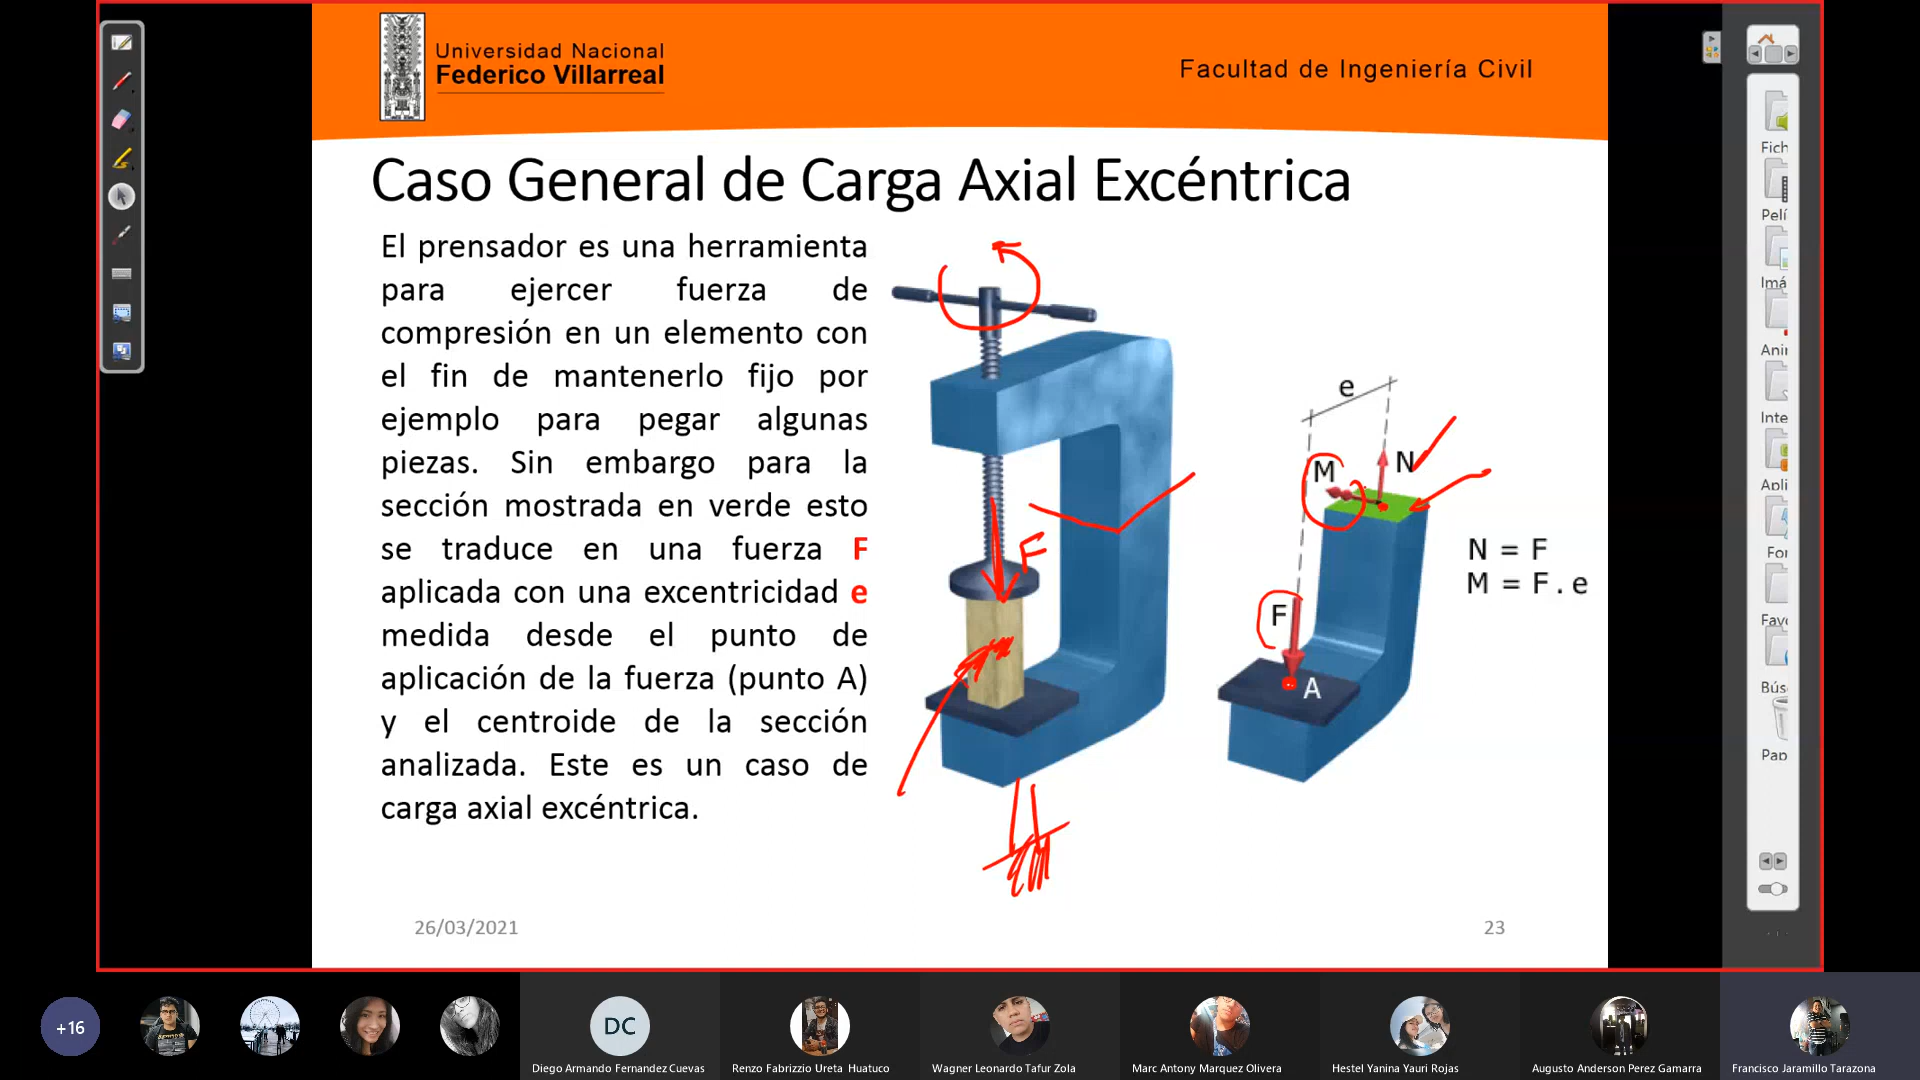 Universidad Nacional
Federico Villarreal
Facultad de Ingeniería Civil
Caso General de Carga Axial Excéntrica
El prensador es una herramienta
para ejercer fuerza de
compresión en un elemento con
el fin de mantenerlo fijo por
ejemplo para pegar algunas
piezas. Sin embargo para la
sección mostrada en verde esto
se traduce en una fuerza F
aplicada con una excentricidad e
medida desde el punto de
aplicación de la fuerza (punto A)
y el centroide de la sección
analizada. Este es un caso de
carga axial excéntrica.
F
e
M
N
F
A
N = F
M = F.e
26/03/2021
23
Fich
Pelí
Imá
Anir
Inte
Apli
For
Favo
Bús
Pap
+16
DC
Diego Armando Fernandez Cuevas
Renzo Fabrizzio Ureta Huatuco
Wagner Leonardo Tafur Zola
Marc Antony Marquez Olivera
Hestel Yanina Yauri Rojas
Augusto Anderson Perez Gamarra
Francisco Jaramillo Tarazona